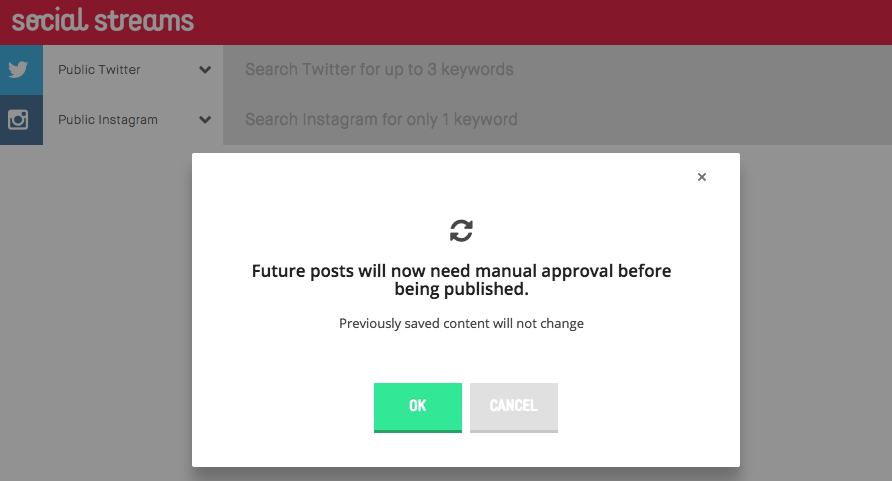 social streams
Public Twitter
Search Twitter for up to 3 keywords
Public Instagram
Search Instagram for only 1 keyword
×
Future posts will now need manual approval before
being published.
Previously saved content will not change
OK
CANCEL